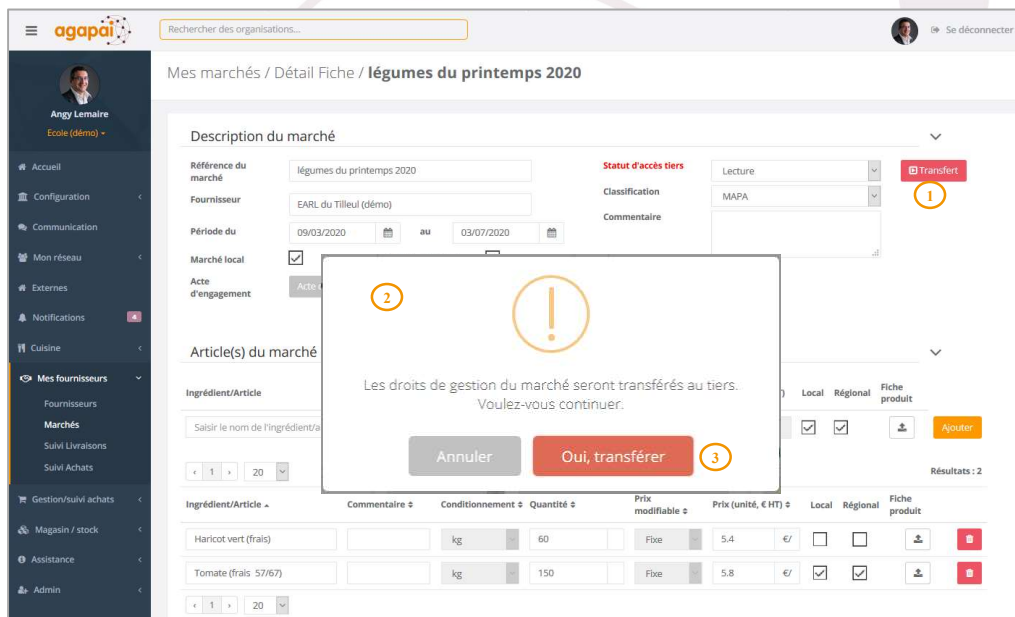 agapai
Rechercher des organisations...
Se déconnecter
Angy Lemaire
Ecole (démo)
Accueil
Configuration
Communication
Mon réseau
Externes
Notifications 4
Cuisine
Mes fournisseurs
Fournisseurs
Marchés
Suivi Livraisons
Suivi Achats
Gestion/suivi achats
Magasin / stock
Assistance
Admin
Mes marchés / Détail Fiche / légumes du printemps 2020
Description du marché
Référence du marché légumes du printemps 2020 Statut d'accès tiers Lecture Transfert
1
Fournisseur EARL du Tilleul (démo) Classification MAPA
Période du 09/03/2020 au 03/07/2020 Commentaire
Marché local
Acte d'engagement Acte
2
Les droits de gestion du marché seront transférés au tiers.
Voulez-vous continuer.
Annuler Oui, transférer 3
Article(s) du marché
Ingrédient/Article Local Régional Fiche produit
Saisir le nom de l'ingrédient/a Ajouter
‹ 1 › 20 Résultats : 2
Ingrédient/Article Commentaire Conditionnement Quantité Prix modifiable Prix (unité, € HT) Local Régional Fiche produit
Haricot vert (frais) kg 60 Fixe 5.4 €/
Tomate (frais 57/67) kg 150 Fixe 5.8 €/
‹ 1 › 20